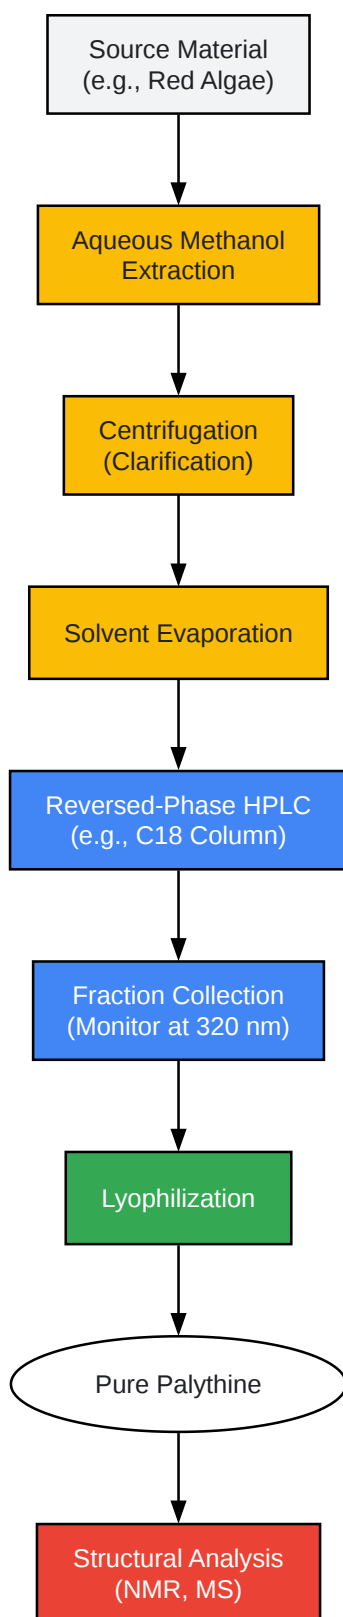 Source Material
(e.g., Red Algae)
Aqueous Methanol
Extraction
Centrifugation
(Clarification)
Solvent Evaporation
Reversed-Phase HPLC
(e.g., C18 Column)
Fraction Collection
(Monitor at 320 nm)
Lyophilization
Pure Palythine
Structural Analysis
(NMR, MS)